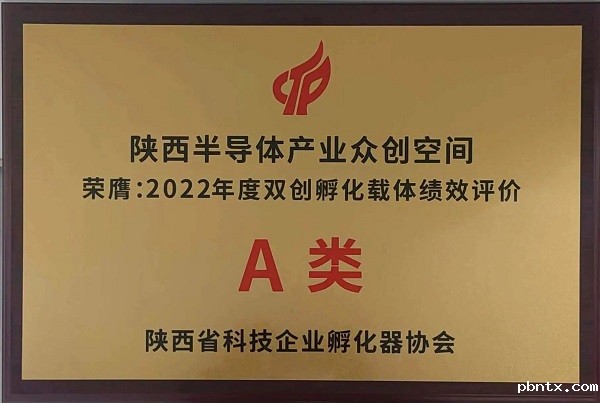 CTP
陕西半导体产业众创空间
荣膺:2022年度双创孵化载体绩效评价
A 类
陕西省科技企业孵化器协会
pbntx.com